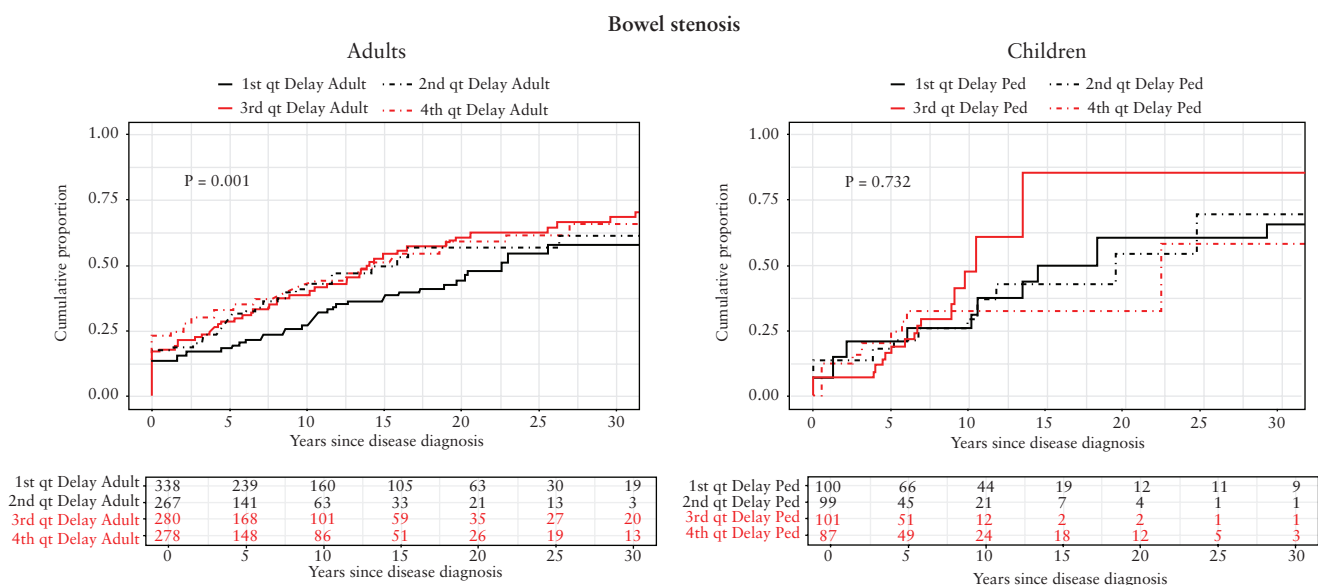 Bowel stenosis
Adults
1st qt Delay Adult 2nd qt Delay Adult
3rd qt Delay Adult 4th qt Delay Adult
Cumulative proportion
1.00
0.75
0.50
0.25
0.00
P = 0.001
0 5 10 15 20 25 30
Years since disease diagnosis
1st qt Delay Adult 338 239 160 105 63 30 19
2nd qt Delay Adult 267 141 63 33 21 13 3
3rd qt Delay Adult 280 168 101 59 35 27 20
4th qt Delay Adult 278 148 86 51 26 19 13
0 5 10 15 20 25 30
Years since disease diagnosis
Children
1st qt Delay Ped 2nd qt Delay Ped
3rd qt Delay Ped 4th qt Delay Ped
Cumulative proportion
1.00
0.75
0.50
0.25
0.00
P = 0.732
0 5 10 15 20 25 30
Years since disease diagnosis
1st qt Delay Ped 100 66 44 19 12 11 9
2nd qt Delay Ped 99 45 21 7 4 1 1
3rd qt Delay Ped 101 51 12 2 2 1 1
4th qt Delay Ped 87 49 24 18 12 5 3
0 5 10 15 20 25 30
Years since disease diagnosis